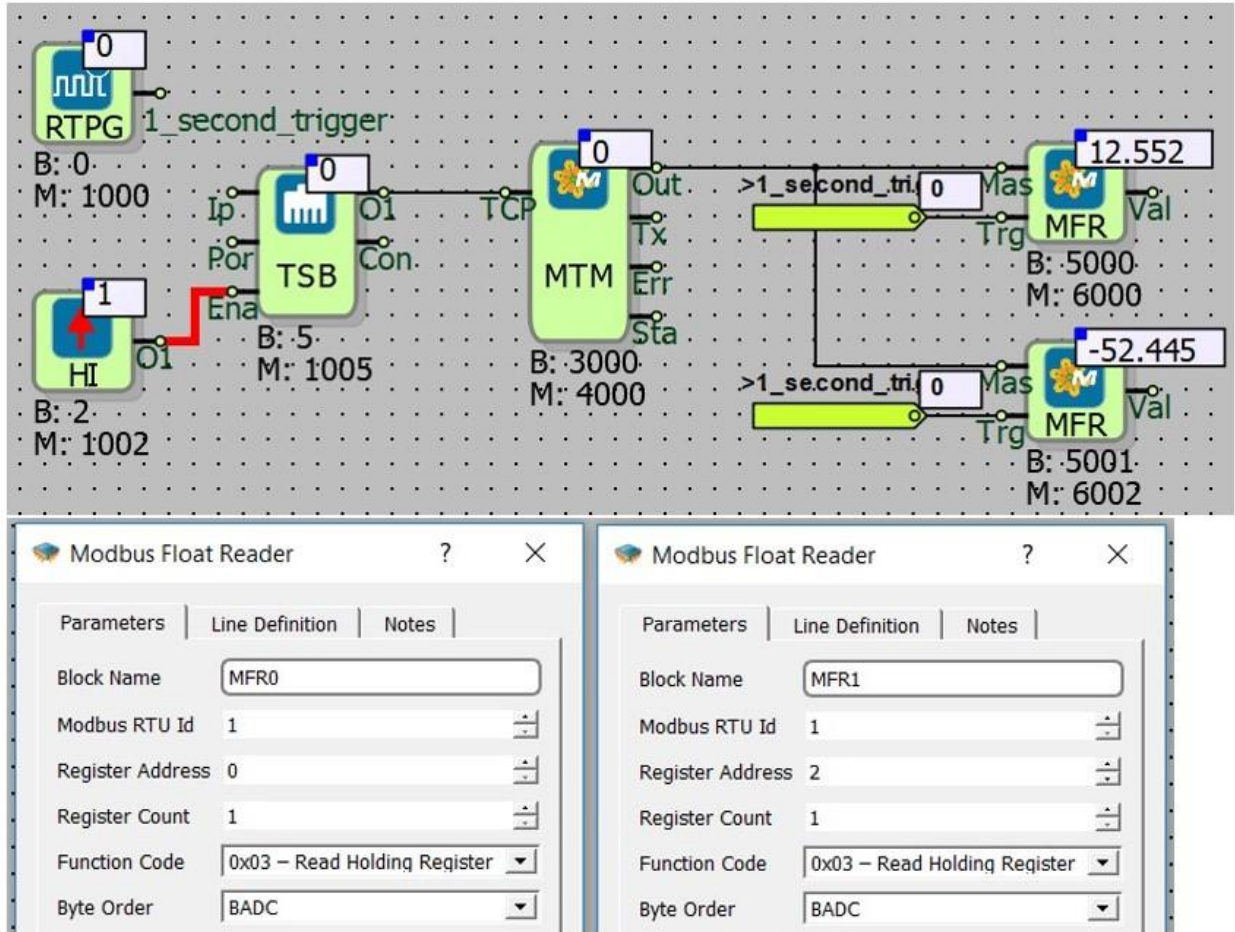 0
RTPG
1_second_trigger
B: 0
M: 1000
1
HI
O1
B: 2
M: 1002
0
Ip
Por
Ena
TSB
O1
Con
B: 5
M: 1005
0
TCP
MTM
Out
Tx
Err
Sta
B: 3000
M: 4000
>1_second_tri
0
Mas
Trg
12.552
MFR
Val
B: 5000
M: 6000
>1_second_tri
0
Mas
Trg
-52.445
MFR
Val
B: 5001
M: 6002
Modbus Float Reader ? ×
Parameters Line Definition Notes
Block Name MFR0
Modbus RTU Id 1
Register Address 0
Register Count 1
Function Code 0x03 – Read Holding Register
Byte Order BADC
Modbus Float Reader ? ×
Parameters Line Definition Notes
Block Name MFR1
Modbus RTU Id 1
Register Address 2
Register Count 1
Function Code 0x03 – Read Holding Register
Byte Order BADC